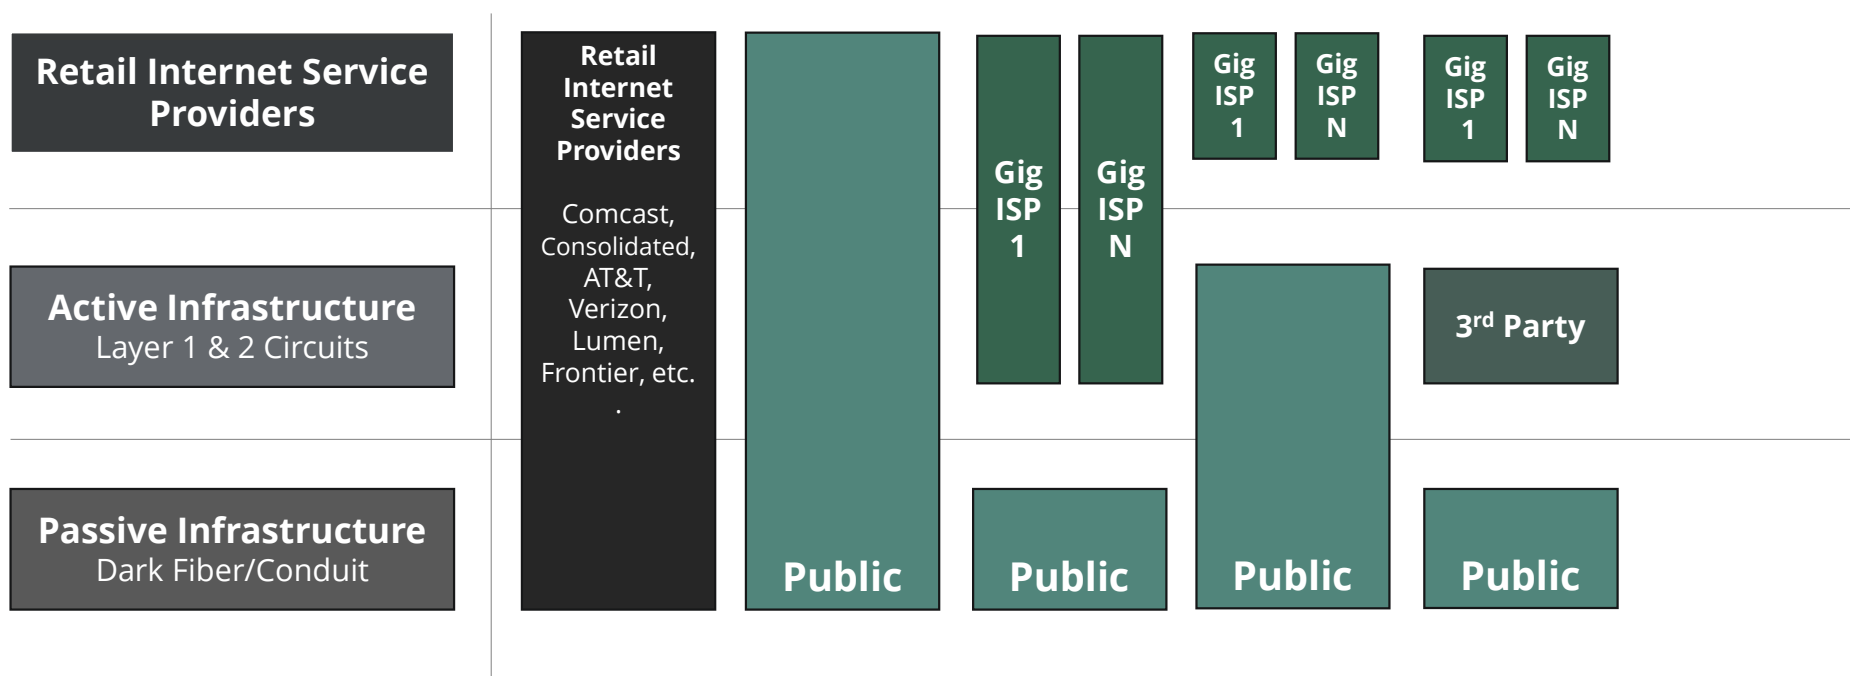 Retail Internet Service
Providers
Active Infrastructure
Layer 1 & 2 Circuits
Passive Infrastructure
Dark Fiber/Conduit
Retail
Internet
Service
Providers
Comcast,
Consolidated,
AT&T,
Verizon,
Lumen,
Frontier, etc.
.
Public
Gig
ISP
1
Gig
ISP
N
Public
Gig
ISP
1
Gig
ISP
N
Public
Gig
ISP
1
Gig
ISP
N
3rd Party
Public